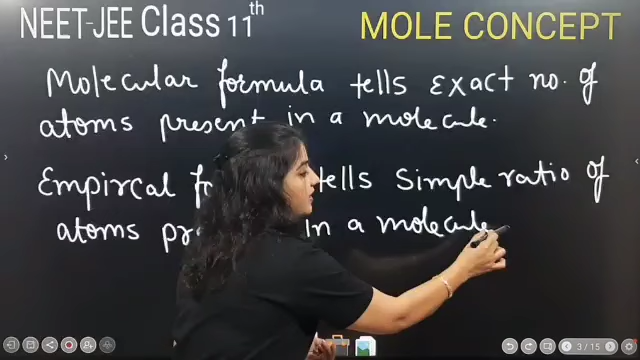 NEET-JEE Class 11th
MOLE CONCEPT
Molecular formula tells Exact no. of
atoms present in a molecule.
Empircal fo tells Simple ratio of
atoms pr in a molecule
3 / 15